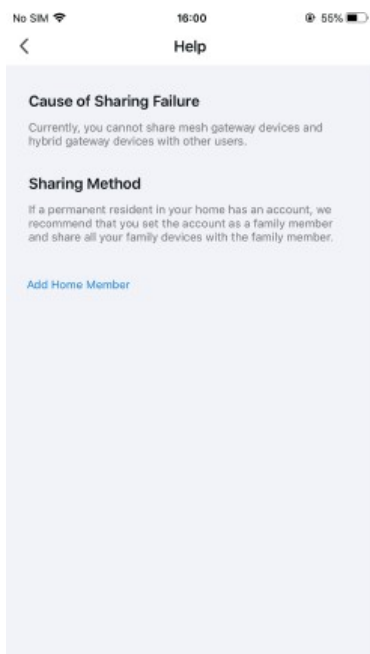 No SIM 16:00 55%
Help
Cause of Sharing Failure
Currently, you cannot share mesh gateway devices and
hybrid gateway devices with other users.
Sharing Method
If a permanent resident in your home has an account, we
recommend that you set the account as a family member
and share all your family devices with the family member.
Add Home Member